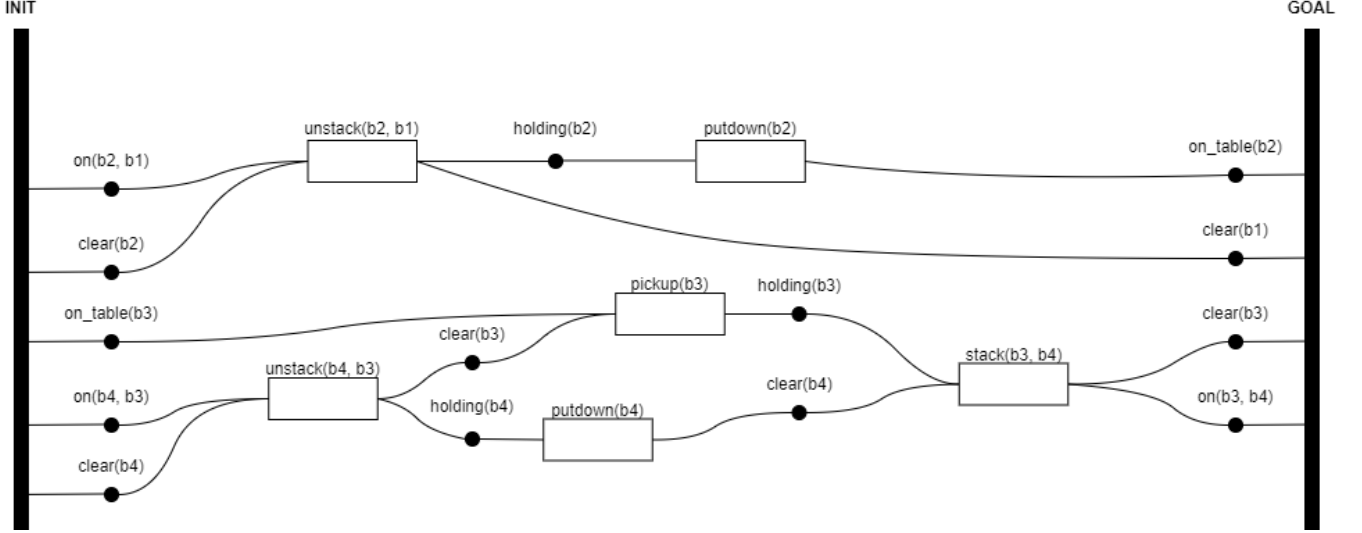 INIT
GOAL
unstack(b2, b1)
holding(b2)
putdown(b2)
on(b2, b1)
on_table(b2)
clear(b2)
clear(b1)
pickup(b3)
holding(b3)
on_table(b3)
clear(b3)
clear(b3)
unstack(b4, b3)
stack(b3, b4)
on(b4, b3)
holding(b4)
putdown(b4)
clear(b4)
on(b3, b4)
clear(b4)